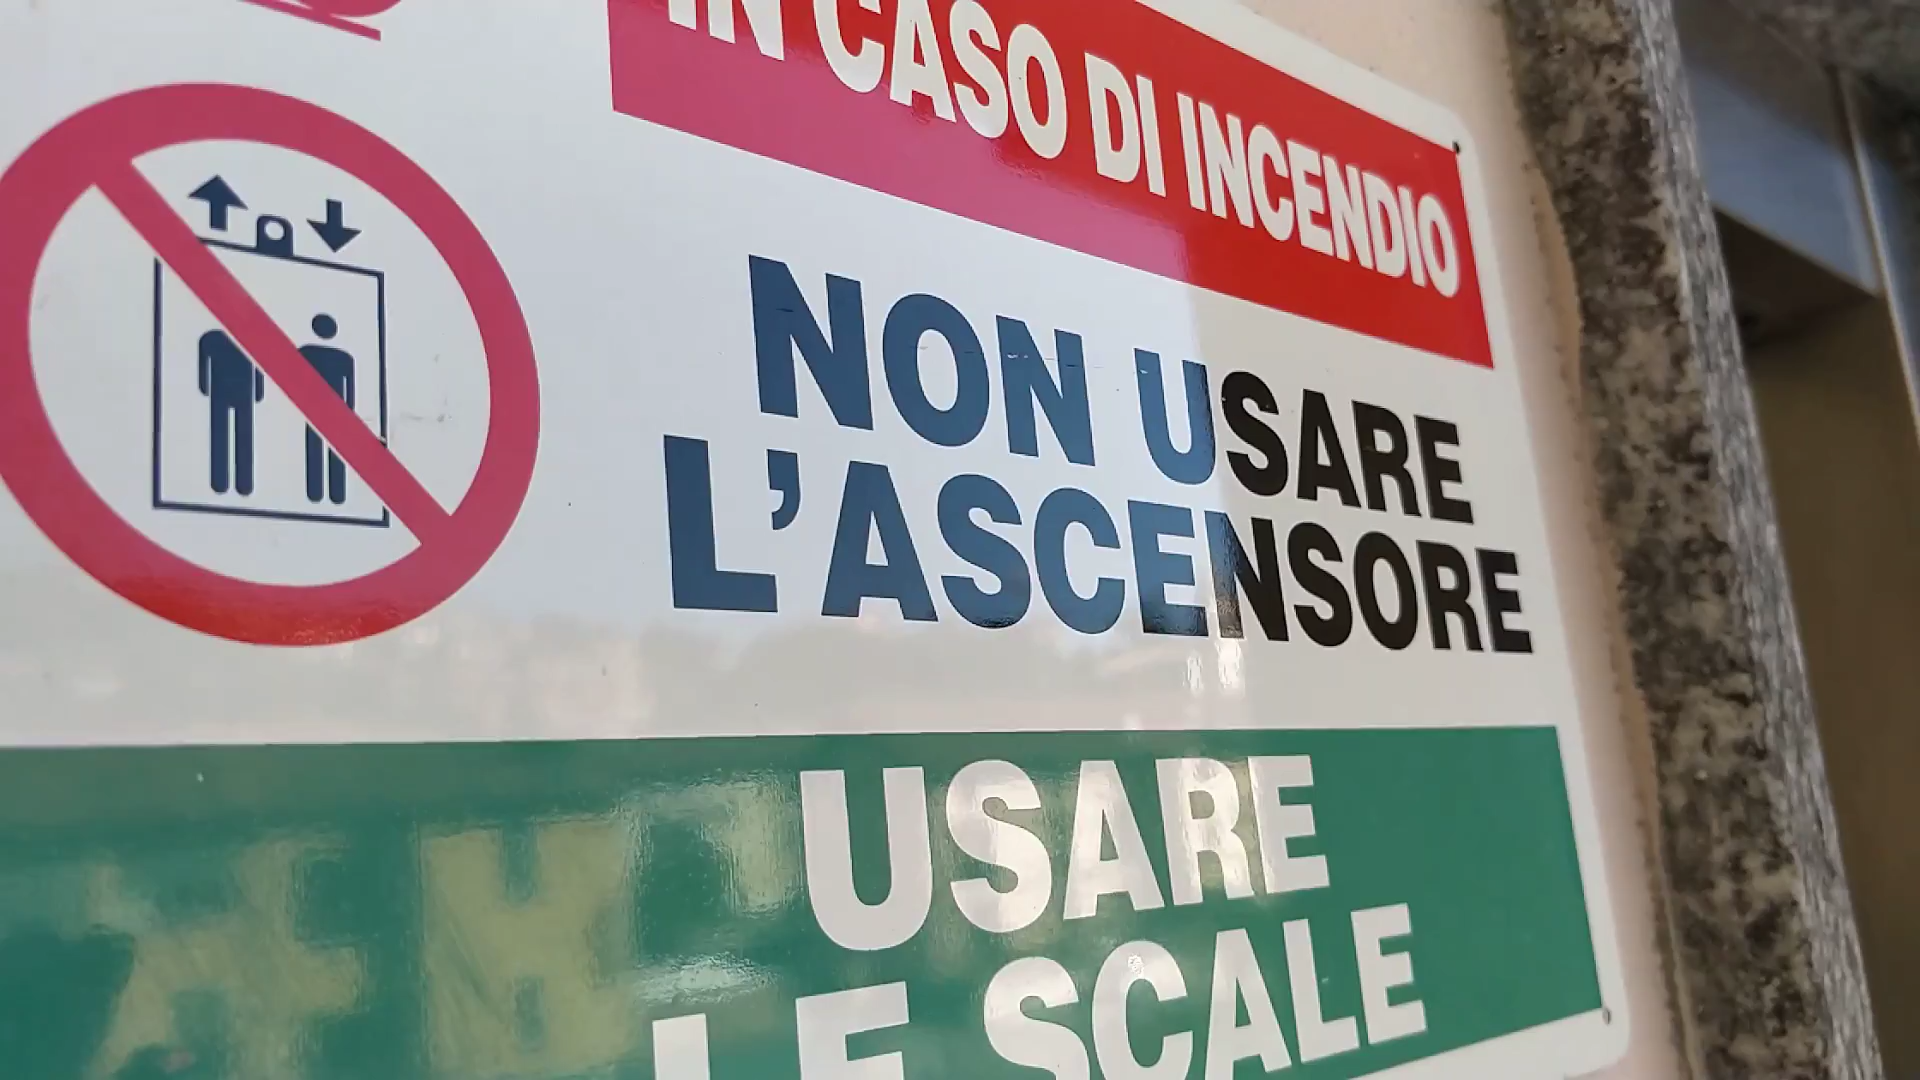 IN CASO DI INCENDIO
NON USARE
L'ASCENSORE
USARE
LE SCALE